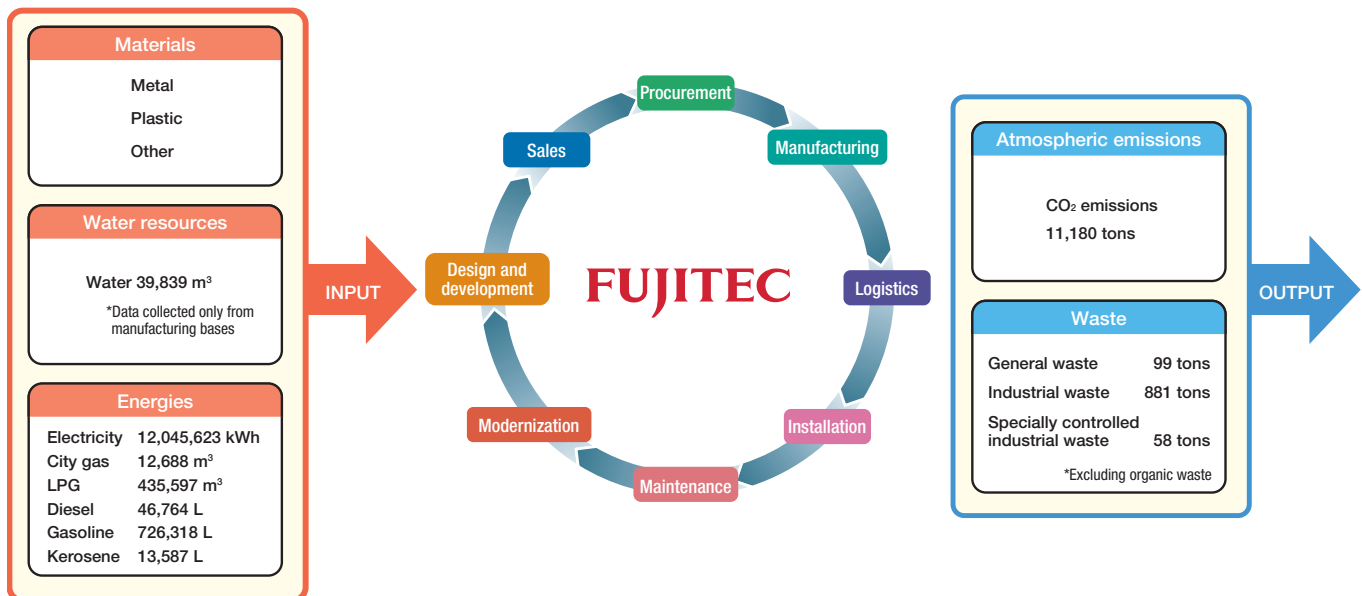 Materials
Metal
Plastic
Other
Water resources
Water 39,839 m³
*Data collected only from
manufacturing bases
Energies
Electricity 12,045,623 kWh
City gas 12,688 m³
LPG 435,597 m³
Diesel 46,764 L
Gasoline 726,318 L
Kerosene 13,587 L
INPUT
Procurement
Manufacturing
Logistics
Installation
Maintenance
Modernization
Design and
development
Sales
FUJITEC
Atmospheric emissions
CO₂ emissions
11,180 tons
Waste
General waste 99 tons
Industrial waste 881 tons
Specially controlled
industrial waste 58 tons
*Excluding organic waste
OUTPUT